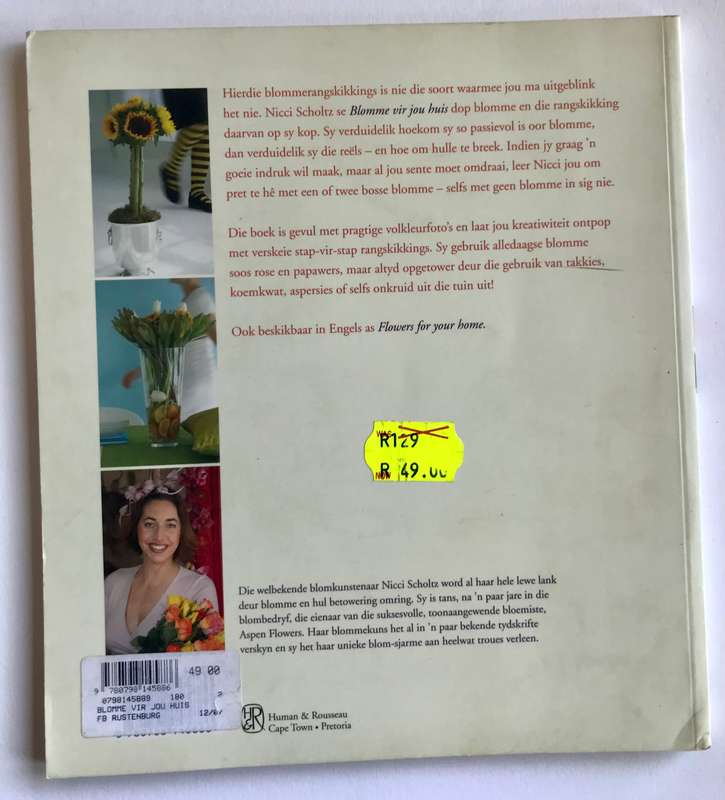 Hierdie blommerangskikkings is nie die soort waarmee jou ma uitgeblink
het nie. Nicci Scholtz se Blomme vir jou huis dop blomme en die rangskikking
daarvan op sy kop. Sy verduidelik hoekom sy so passievol is oor blomme,
dan verduidelik sy die reëls – en hoe om hulle te breek. Indien jy graag 'n
goeie indruk wil maak, maar al jou sente moet omdraai, leer Nicci jou om
pret te hê met een of twee bosse blomme – selfs met geen blomme in sig nie.
Die boek is gevul met pragtige volkleurfoto's en laat jou kreatiwiteit ontpop
met verskeie stap-vir-stap rangskikkings. Sy gebruik alledaagse blomme
soos rose en papawers, maar altyd opgetower deur die gebruik van takkies,
koemkwat, aspersies of selfs onkruid uit die tuin uit!
Ook beskikbaar in Engels as Flowers for your home.
WAS R129
NOW R 49.00
Die welbekende blomkunstenaar Nicci Scholtz word al haar hele lewe lank
deur blomme en hul betowering omring. Sy is tans, na 'n paar jare in die
blombedryf, die eienaar van die suksesvolle, toonaangewende bloemiste,
Aspen Flowers. Haar blommekuns het al in 'n paar bekende tydskrifte
verskyn en sy het haar unieke blom-sjarme aan heelwat troues verleen.
49 00
9 780798 145886
0798145889 180 2
BLOMME VIR JOU HUIS
FB RUSTENBURG 12/0
H&R
Human & Rousseau
Cape Town • Pretoria